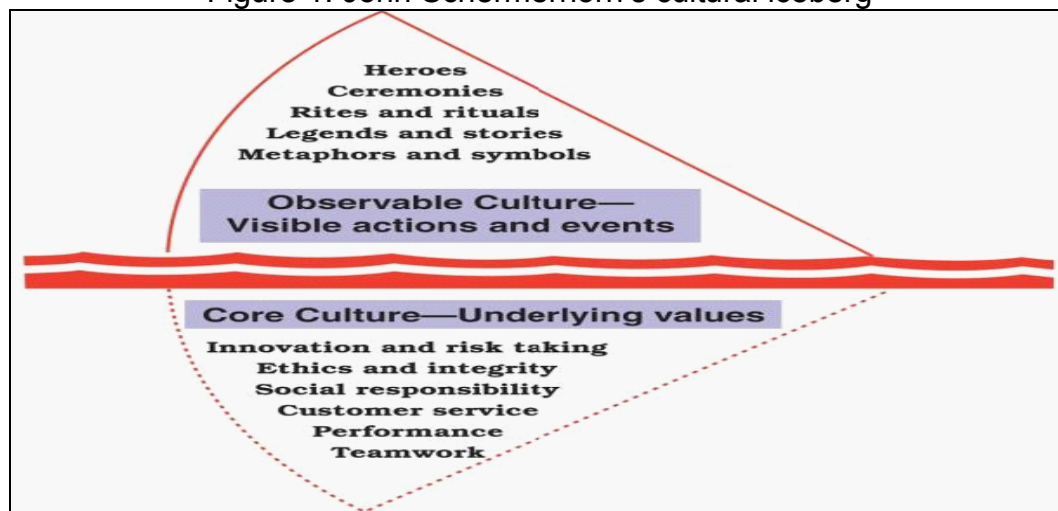 Heroes
Ceremonies
Rites and rituals
Legends and stories
Metaphors and symbols
Observable Culture—
Visible actions and events
Core Culture—Underlying values
Innovation and risk taking
Ethics and integrity
Social responsibility
Customer service
Performance
Teamwork